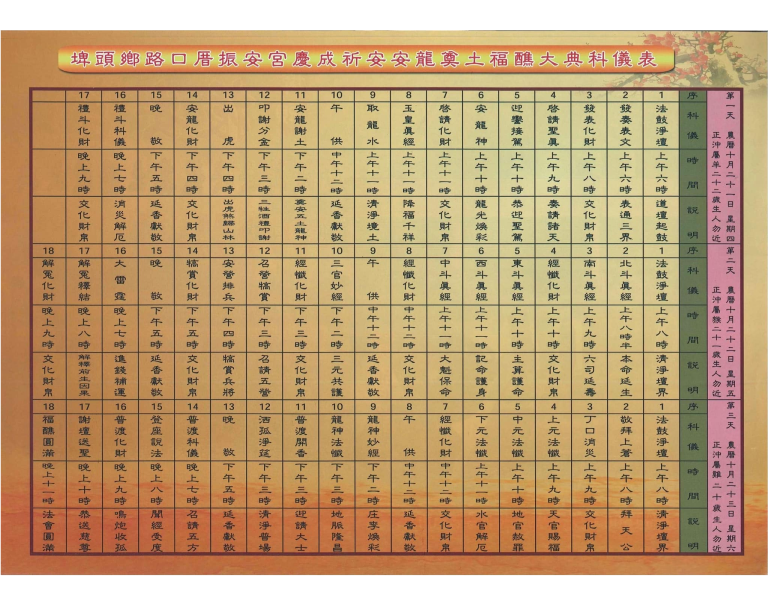 埤頭鄉路口厝振安宮慶成祈安安龍奠土福醮大典科儀表
第一天 農曆十月二十一日 星期四
正沖屬羊二十二歲生人勿近
序 科儀 時間 說明
1 法鼓淨壇 上午六時 道壇起鼓
2 發奏表文 上午六時 表通三界
3 發表化財 上午八時 交化財帛
4 啓請聖眞 上午九時 奏請諸天
5 迎鑾接駕 上午十時 恭迎聖駕
6 安龍神 上午十時 龍光煥彩
7 啓請化財 上午十一時 交化財帛
8 玉皇眞經 上午十一時 降福千祥
9 取龍水 上午十一時 清淨境土
10 午供 中午十二時 延香獻敬
11 安龍謝土 下午二時 奠安五土龍神
12 叩謝分金 下午三時 三牲酒禮叩謝
13 出虎 下午四時 出虎煞歸山林
14 安龍化財 下午四時 交化財帛
15 晚敬 下午五時 延香獻敬
16 禮斗科儀 晚上七時 消災解厄
17 禮斗化財 晚上九時 交化財帛
第二天 農曆十月二十二日 星期五
正沖屬猴二十一歲生人勿近
序 科儀 時間 說明
1 法鼓淨壇 上午八時 清淨壇界
2 北斗眞經 上午八時半 本命延生
3 南斗眞經 上午九時 六司延壽
4 經懺化財 上午九時 交化財帛
5 東斗眞經 上午十時 主算護命
6 西斗眞經 上午十一時 記命護身
7 中斗眞經 上午十一時 大魁保命
8 經懺化財 中午十二時 交化財帛
9 午供 中午十二時 延香獻敬
10 三官妙經 下午二時 三元共護
11 經懺化財 下午二時 交化財帛
12 召營犒賞 下午三時 召請五營
13 安營排兵 下午四時 犒賞兵將
14 犒賞化財 下午五時 交化財帛
15 晚敬 下午五時 延香獻敬
16 大雷霆 晚上七時 進錢補運
17 解冤釋結 晚上八時 解釋前生因果
18 解冤化財 晚上九時 交化財帛
第三天 農曆十月二十三日 星期六
正沖屬雞二十歲生人勿近
序 科儀 時間 說明
1 法鼓淨壇 上午八時 清淨壇界
2 敬拜上蒼 上午八時 拜天公
3 丁口消災 上午九時 交化財帛
4 上元法懺 上午九時 天官賜福
5 中元法懺 上午十時 地官赦罪
6 下元法懺 上午十一時 水官解厄
7 經懺化財 中午十二時 交化財帛
8 午供 中午十二時 延香獻敬
9 龍神妙經 下午二時 庄孚煥彩
10 龍神法懺 下午三時 地脈隆昌
11 普渡開香 下午三時 迎請大士
12 洒孤淨筵 下午四時 清淨普場
13 晚敬 下午五時 延香獻敬
14 普渡科儀 晚上七時 召請五方
15 登座說法 晚上八時 聞經受度
16 普渡化財 晚上九時 鳴炮收孤
17 謝壇送聖 晚上十時 恭送慈尊
18 福醮圓滿 晚上十一時 法會圓滿